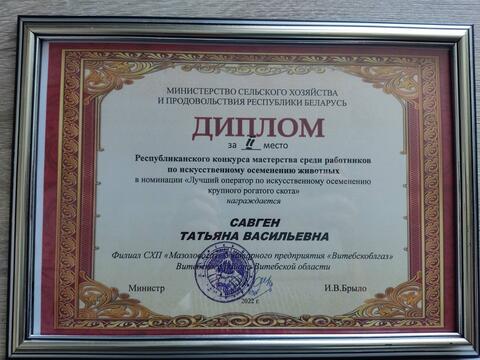 МИНИСТЕРСТВО СЕЛЬСКОГО ХОЗЯЙСТВА
И ПРОДОВОЛЬСТВИЯ РЕСПУБЛИКИ БЕЛАРУСЬ
ДИПЛОМ
за II место
Республиканского конкурса мастерства среди работников
по искусственному осеменению животных
в номинации «Лучший оператор по искусственному осеменению
крупного рогатого скота»
награждается
САВГЕН
ТАТЬЯНА ВАСИЛЬЕВНА
Филиал СХП «Мазоловогаз» унитарного предприятия «Витебскоблгаз»
Витебского района Витебской области
Министр И.В.Брыло
2022 г.